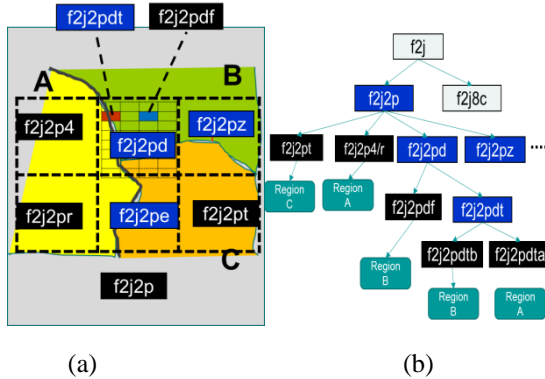 f2j2pdt f2j2pdf
A
B
f2j2p4
f2j2pd
f2j2pz
f2j2pr
f2j2pe
f2j2pt
C
f2j2p
(a)
f2j
f2j2p f2j8c
f2j2pt f2j2p4/r f2j2pd f2j2pz ....
Region
C
Region
A
f2j2pdf f2j2pdt
Region
B
f2j2pdtb f2j2pdta
Region
B
Region
A
(b)